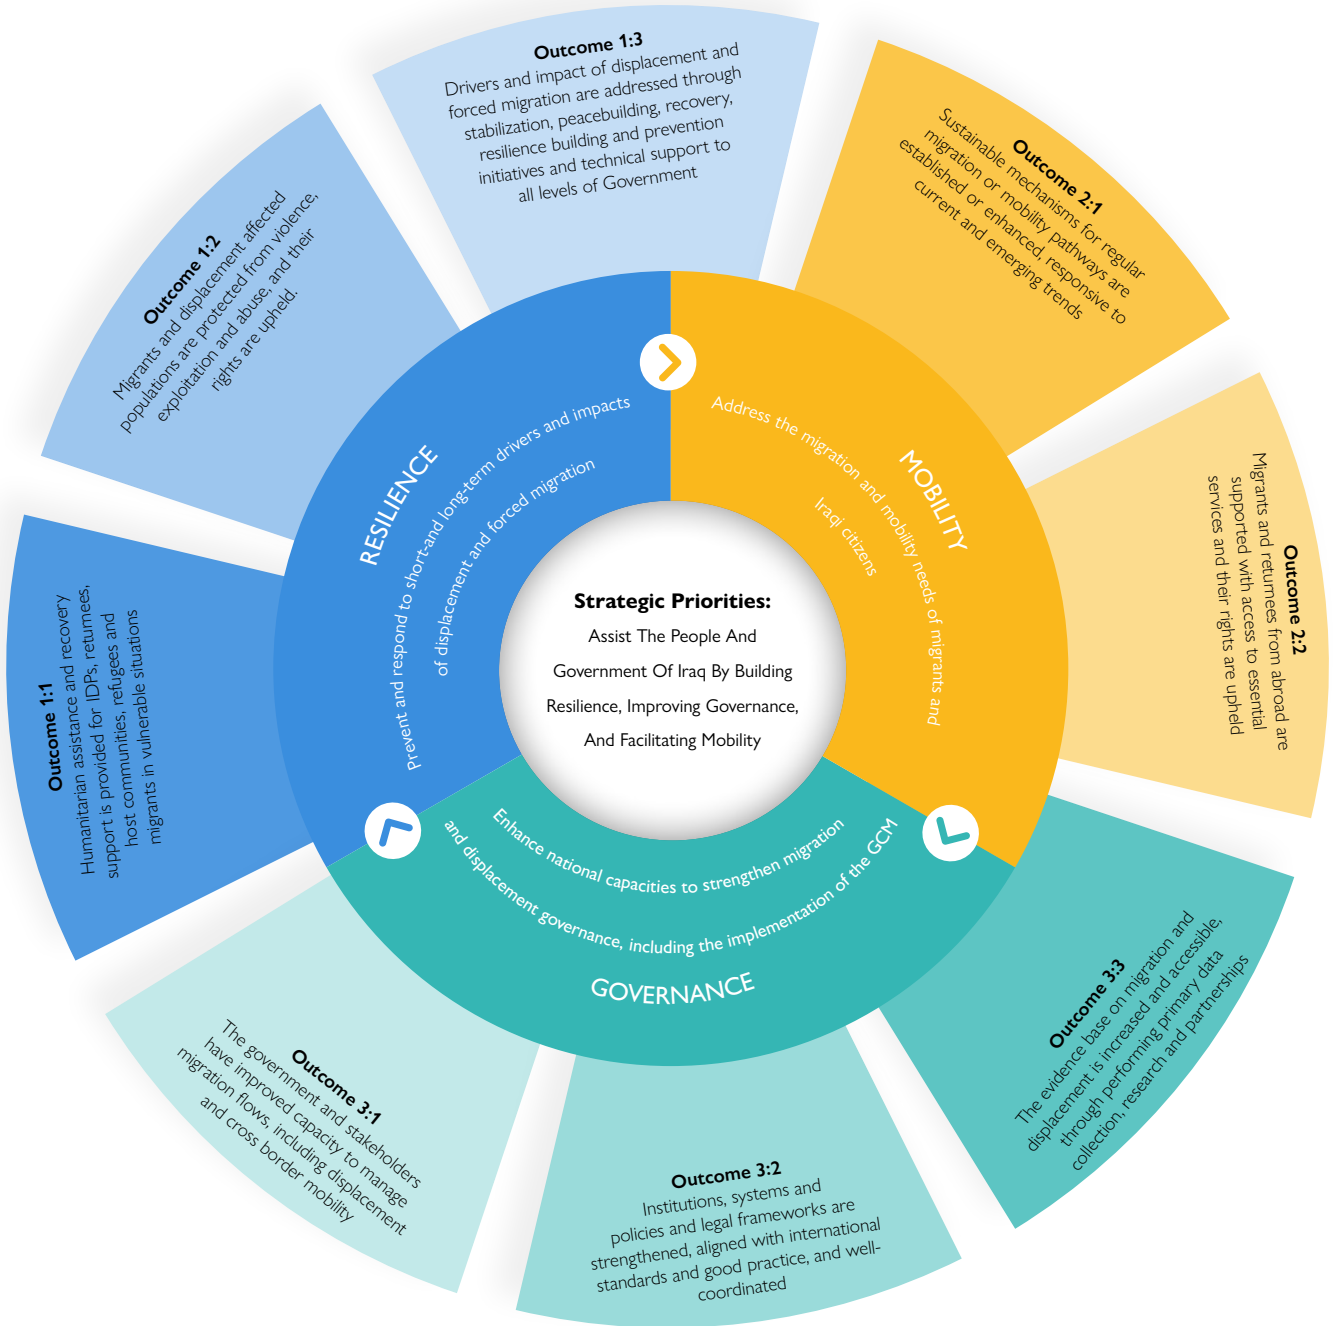 Strategic Priorities:
Assist The People And
Government Of Iraq By Building
Resilience, Improving Governance,
And Facilitating Mobility
RESILIENCE
Prevent and respond to short-and long-term drivers and impacts
of displacement and forced migration
Outcome 1:1
Humanitarian assistance and recovery
support is provided for IDPs, returnees,
host communities, refugees and
migrants in vulnerable situations
Outcome 1:2
Migrants and displacement affected
populations are protected from violence,
exploitation and abuse, and their
rights are upheld.
Outcome 1:3
Drivers and impact of displacement and
forced migration are addressed through
stabilization, peacebuilding, recovery,
resilience building and prevention
initiatives and technical support to
all levels of Government
MOBILITY
Address the migration and mobility needs of migrants and
Iraqi citizens
Outcome 2:1
Sustainable mechanisms for regular
migration or mobility pathways are
established or enhanced, responsive to
current and emerging trends
Outcome 2:2
Migrants and returnees from abroad are
supported with access to essential
services and their rights are upheld
GOVERNANCE
Enhance national capacities to strengthen migration
and displacement governance, including the implementation of the GCM
Outcome 3:1
The government and stakeholders
have improved capacity to manage
migration flows, including displacement
and cross border mobility
Outcome 3:2
Institutions, systems and
policies and legal frameworks are
strengthened, aligned with international
standards and good practice, and well-
coordinated
Outcome 3:3
The evidence base on migration and
displacement is increased and accessible,
through performing primary data
collection, research and partnerships